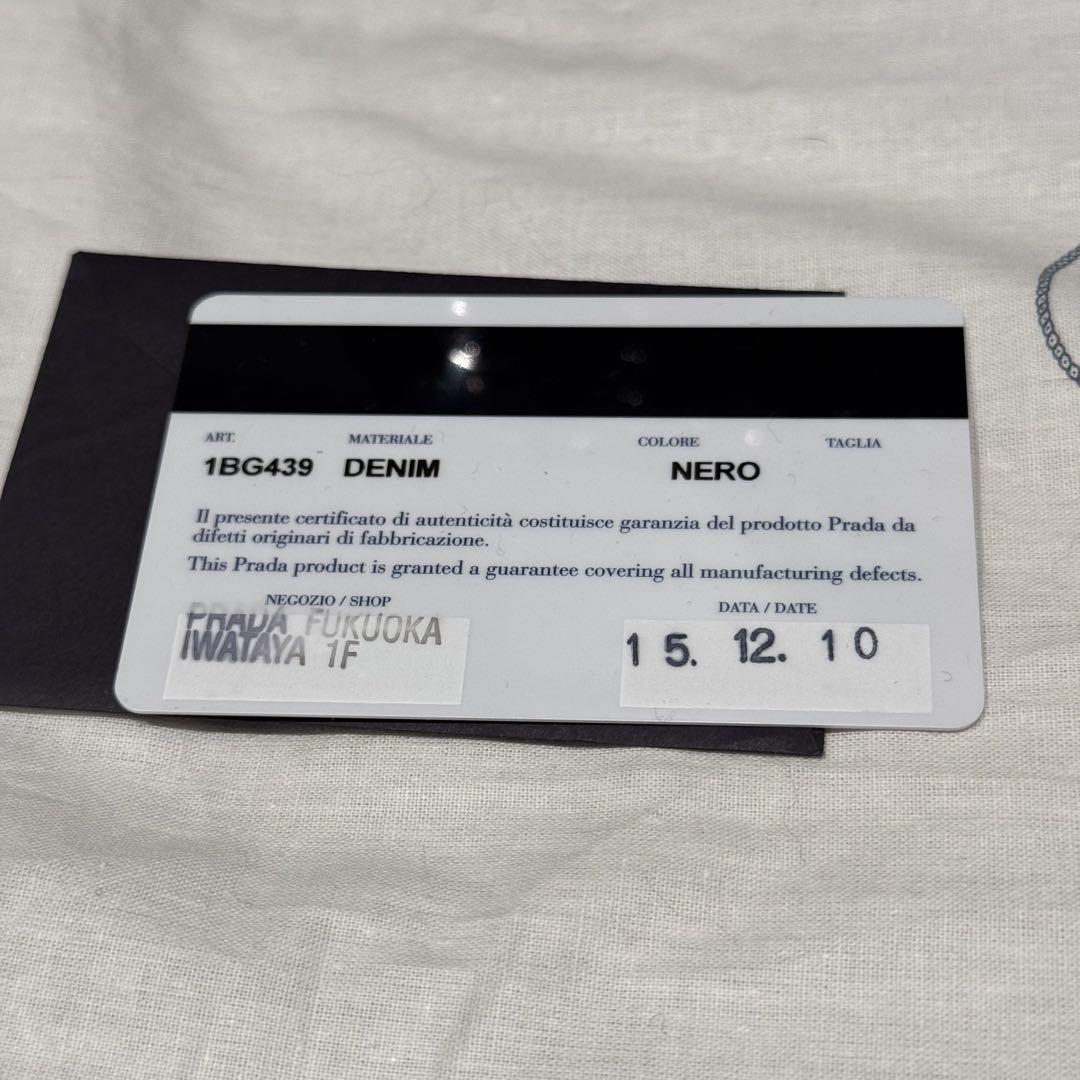 ART. MATERIALE COLORE TAGLIA
1BG439 DENIM NERO
Il presente certificato di autenticità costituisce garanzia del prodotto Prada da
difetti originari di fabbricazione.
This Prada product is granted a guarantee covering all manufacturing defects.
NEGOZIO / SHOP DATA / DATE
PRADA FUKUOKA
IWATAYA 1F
15. 12. 10